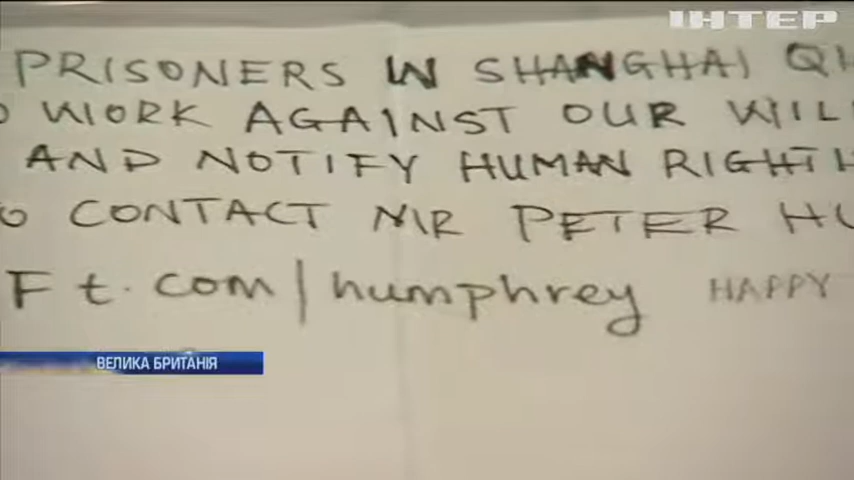 ІНТЕР
PRISONERS IN SHANGHAI
WORK AGAINST OUR
AND NOTIFY HUMAN
CONTACT MR PETER
Ft.com/humphrey HAPPY
ВЕЛИКА БРИТАНІЯ